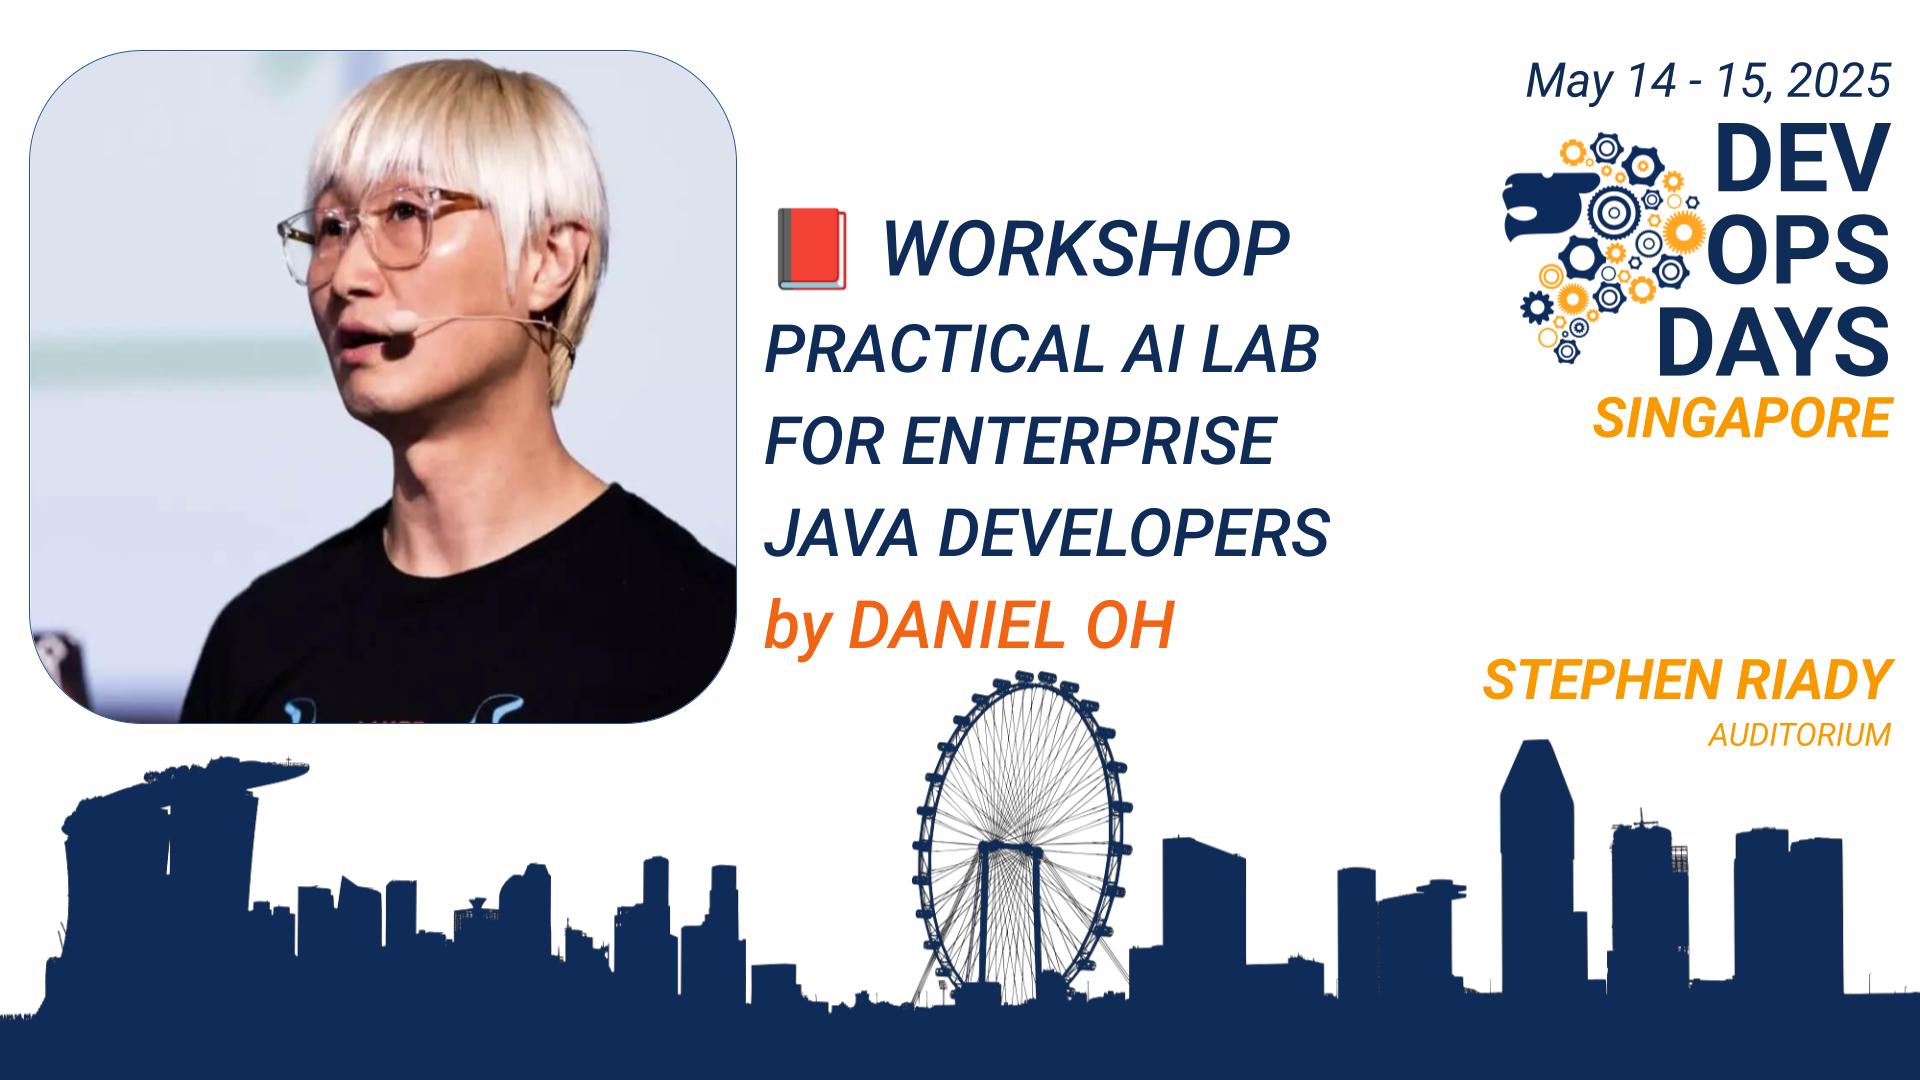 WORKSHOP
PRACTICAL AI LAB
FOR ENTERPRISE
JAVA DEVELOPERS
by DANIEL OH
May 14 - 15, 2025
DEV
OPS
DAYS
SINGAPORE
STEPHEN RIADY
AUDITORIUM